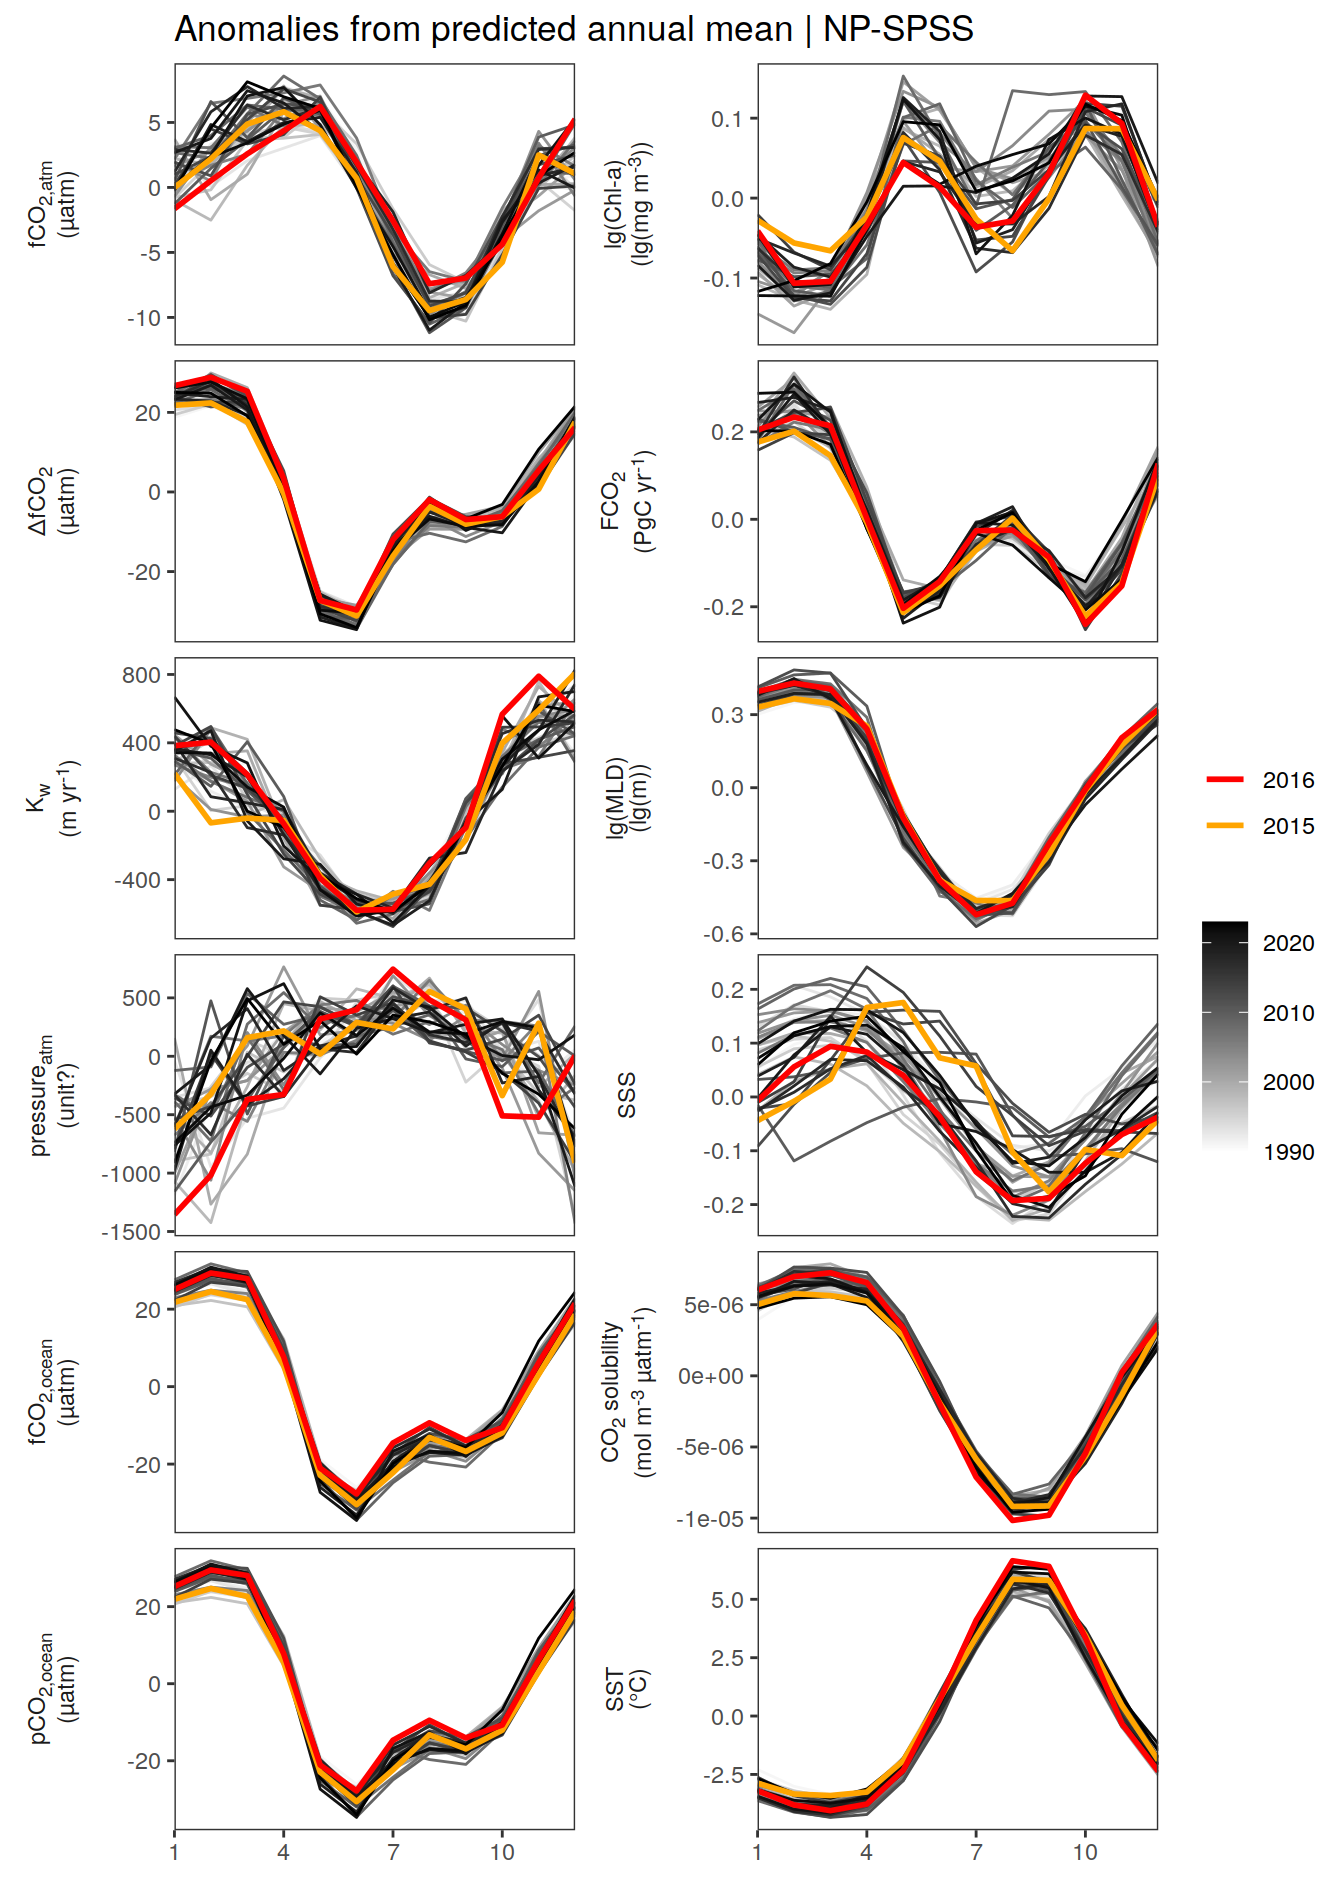 Anomalies from predicted annual mean | NP-SPSS
fCO2,atm
(µatm)
5
0
-5
-10
lg(Chl-a)
(lg(mg m-3))
0.1
0.0
-0.1
ΔfCO2
(µatm)
20
0
-20
FCO2
(PgC yr-1)
0.2
0.0
-0.2
Kw
(m yr-1)
800
400
0
-400
lg(MLD)
(lg(m))
0.3
0.0
-0.3
-0.6
pressureatm
(unit?)
500
0
-500
-1000
-1500
SSS
0.2
0.1
0.0
-0.1
-0.2
fCO2,ocean
(µatm)
20
0
-20
CO2 solubility
(mol m-3 µatm-1)
5e-06
0e+00
-5e-06
-1e-05
pCO2,ocean
(µatm)
20
0
-20
SST
(°C)
5.0
2.5
0.0
-2.5
1 4 7 10
1 4 7 10
2016
2015
2020
2010
2000
1990